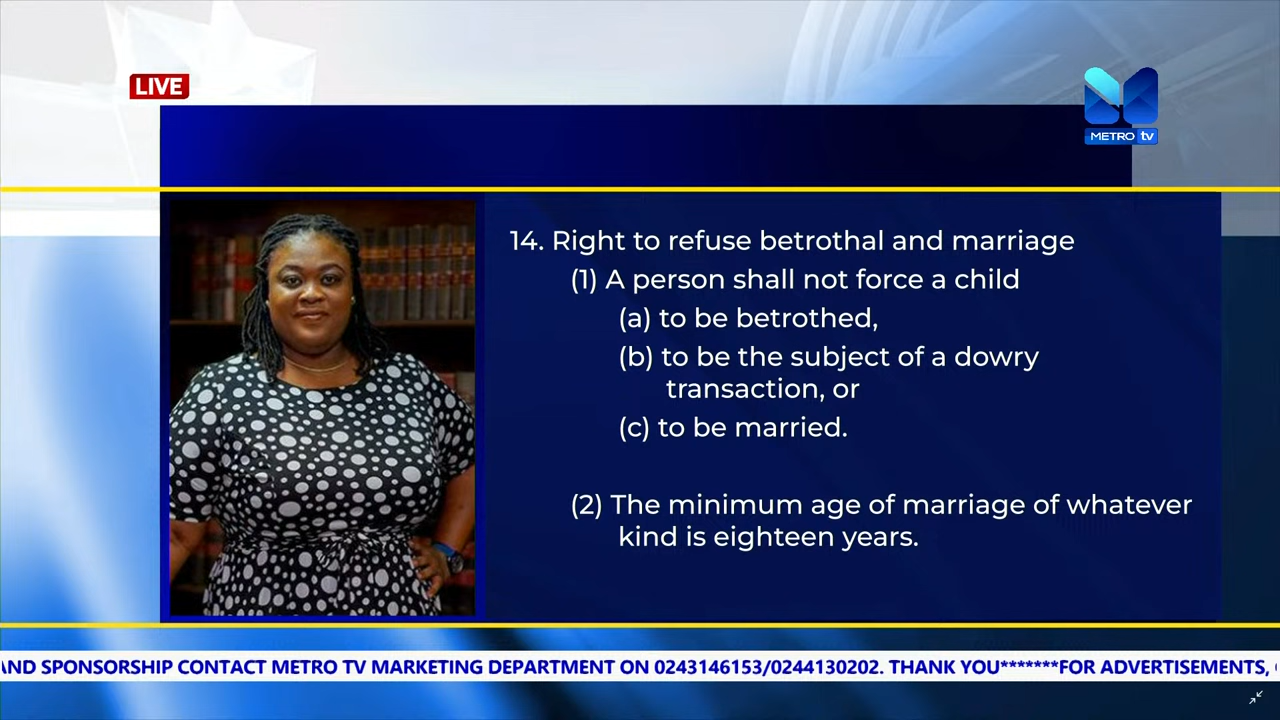 LIVE
METRO tv
14. Right to refuse betrothal and marriage
(1) A person shall not force a child
(a) to be betrothed,
(b) to be the subject of a dowry
transaction, or
(c) to be married.
(2) The minimum age of marriage of whatever
kind is eighteen years.
AND SPONSORSHIP CONTACT METRO TV MARKETING DEPARTMENT ON 0243146153/0244130202. THANK YOU*******FOR ADVERTISEMENTS,